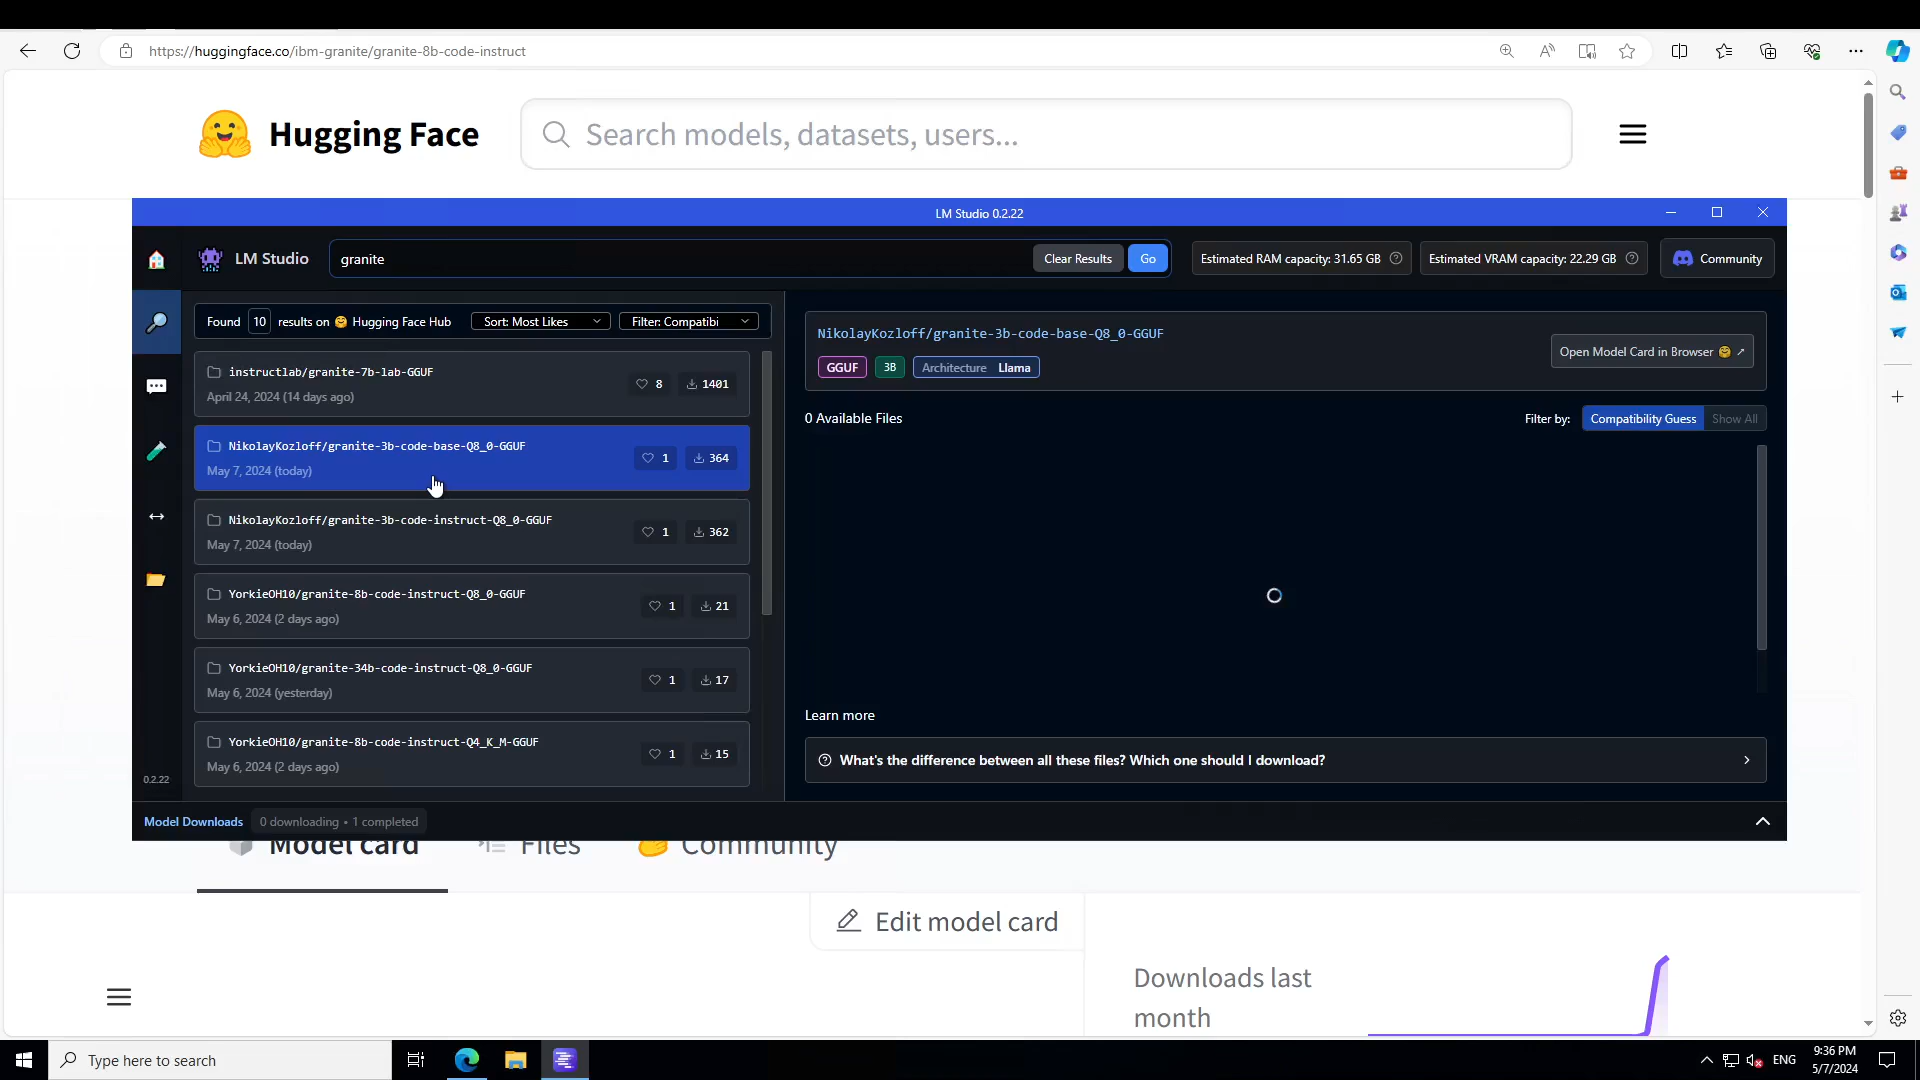 https://huggingface.co/ibm-granite/granite-8b-code-instruct
Hugging Face
Search models, datasets, users...
LM Studio 0.2.22
LM Studio
granite
Clear Results
Go
Estimated RAM capacity: 31.65 GB
Estimated VRAM capacity: 22.29 GB
Community
Found 10 results on 🤗 Hugging Face Hub
Sort: Most Likes
Filter: Compatibi
instructlab/granite-7b-lab-GGUF
8
1401
April 24, 2024 (14 days ago)
NikolayKozloff/granite-3b-code-base-Q8_0-GGUF
1
364
May 7, 2024 (today)
NikolayKozloff/granite-3b-code-instruct-Q8_0-GGUF
1
362
May 7, 2024 (today)
YorkieOH10/granite-8b-code-instruct-Q8_0-GGUF
1
21
May 6, 2024 (2 days ago)
YorkieOH10/granite-34b-code-instruct-Q8_0-GGUF
1
17
May 6, 2024 (yesterday)
YorkieOH10/granite-8b-code-instruct-Q4_K_M-GGUF
1
15
May 6, 2024 (2 days ago)
0.2.22
NikolayKozloff/granite-3b-code-base-Q8_0-GGUF
GGUF
3B
Architecture Llama
Open Model Card in Browser 🤗 ↗
0 Available Files
Filter by:
Compatibility Guess
Show All
Learn more
What's the difference between all these files? Which one should I download?
Model Downloads
0 downloading • 1 completed
Model card
Files
Community
Edit model card
Downloads last
month
Type here to search
ENG
9:36 PM
5/7/2024